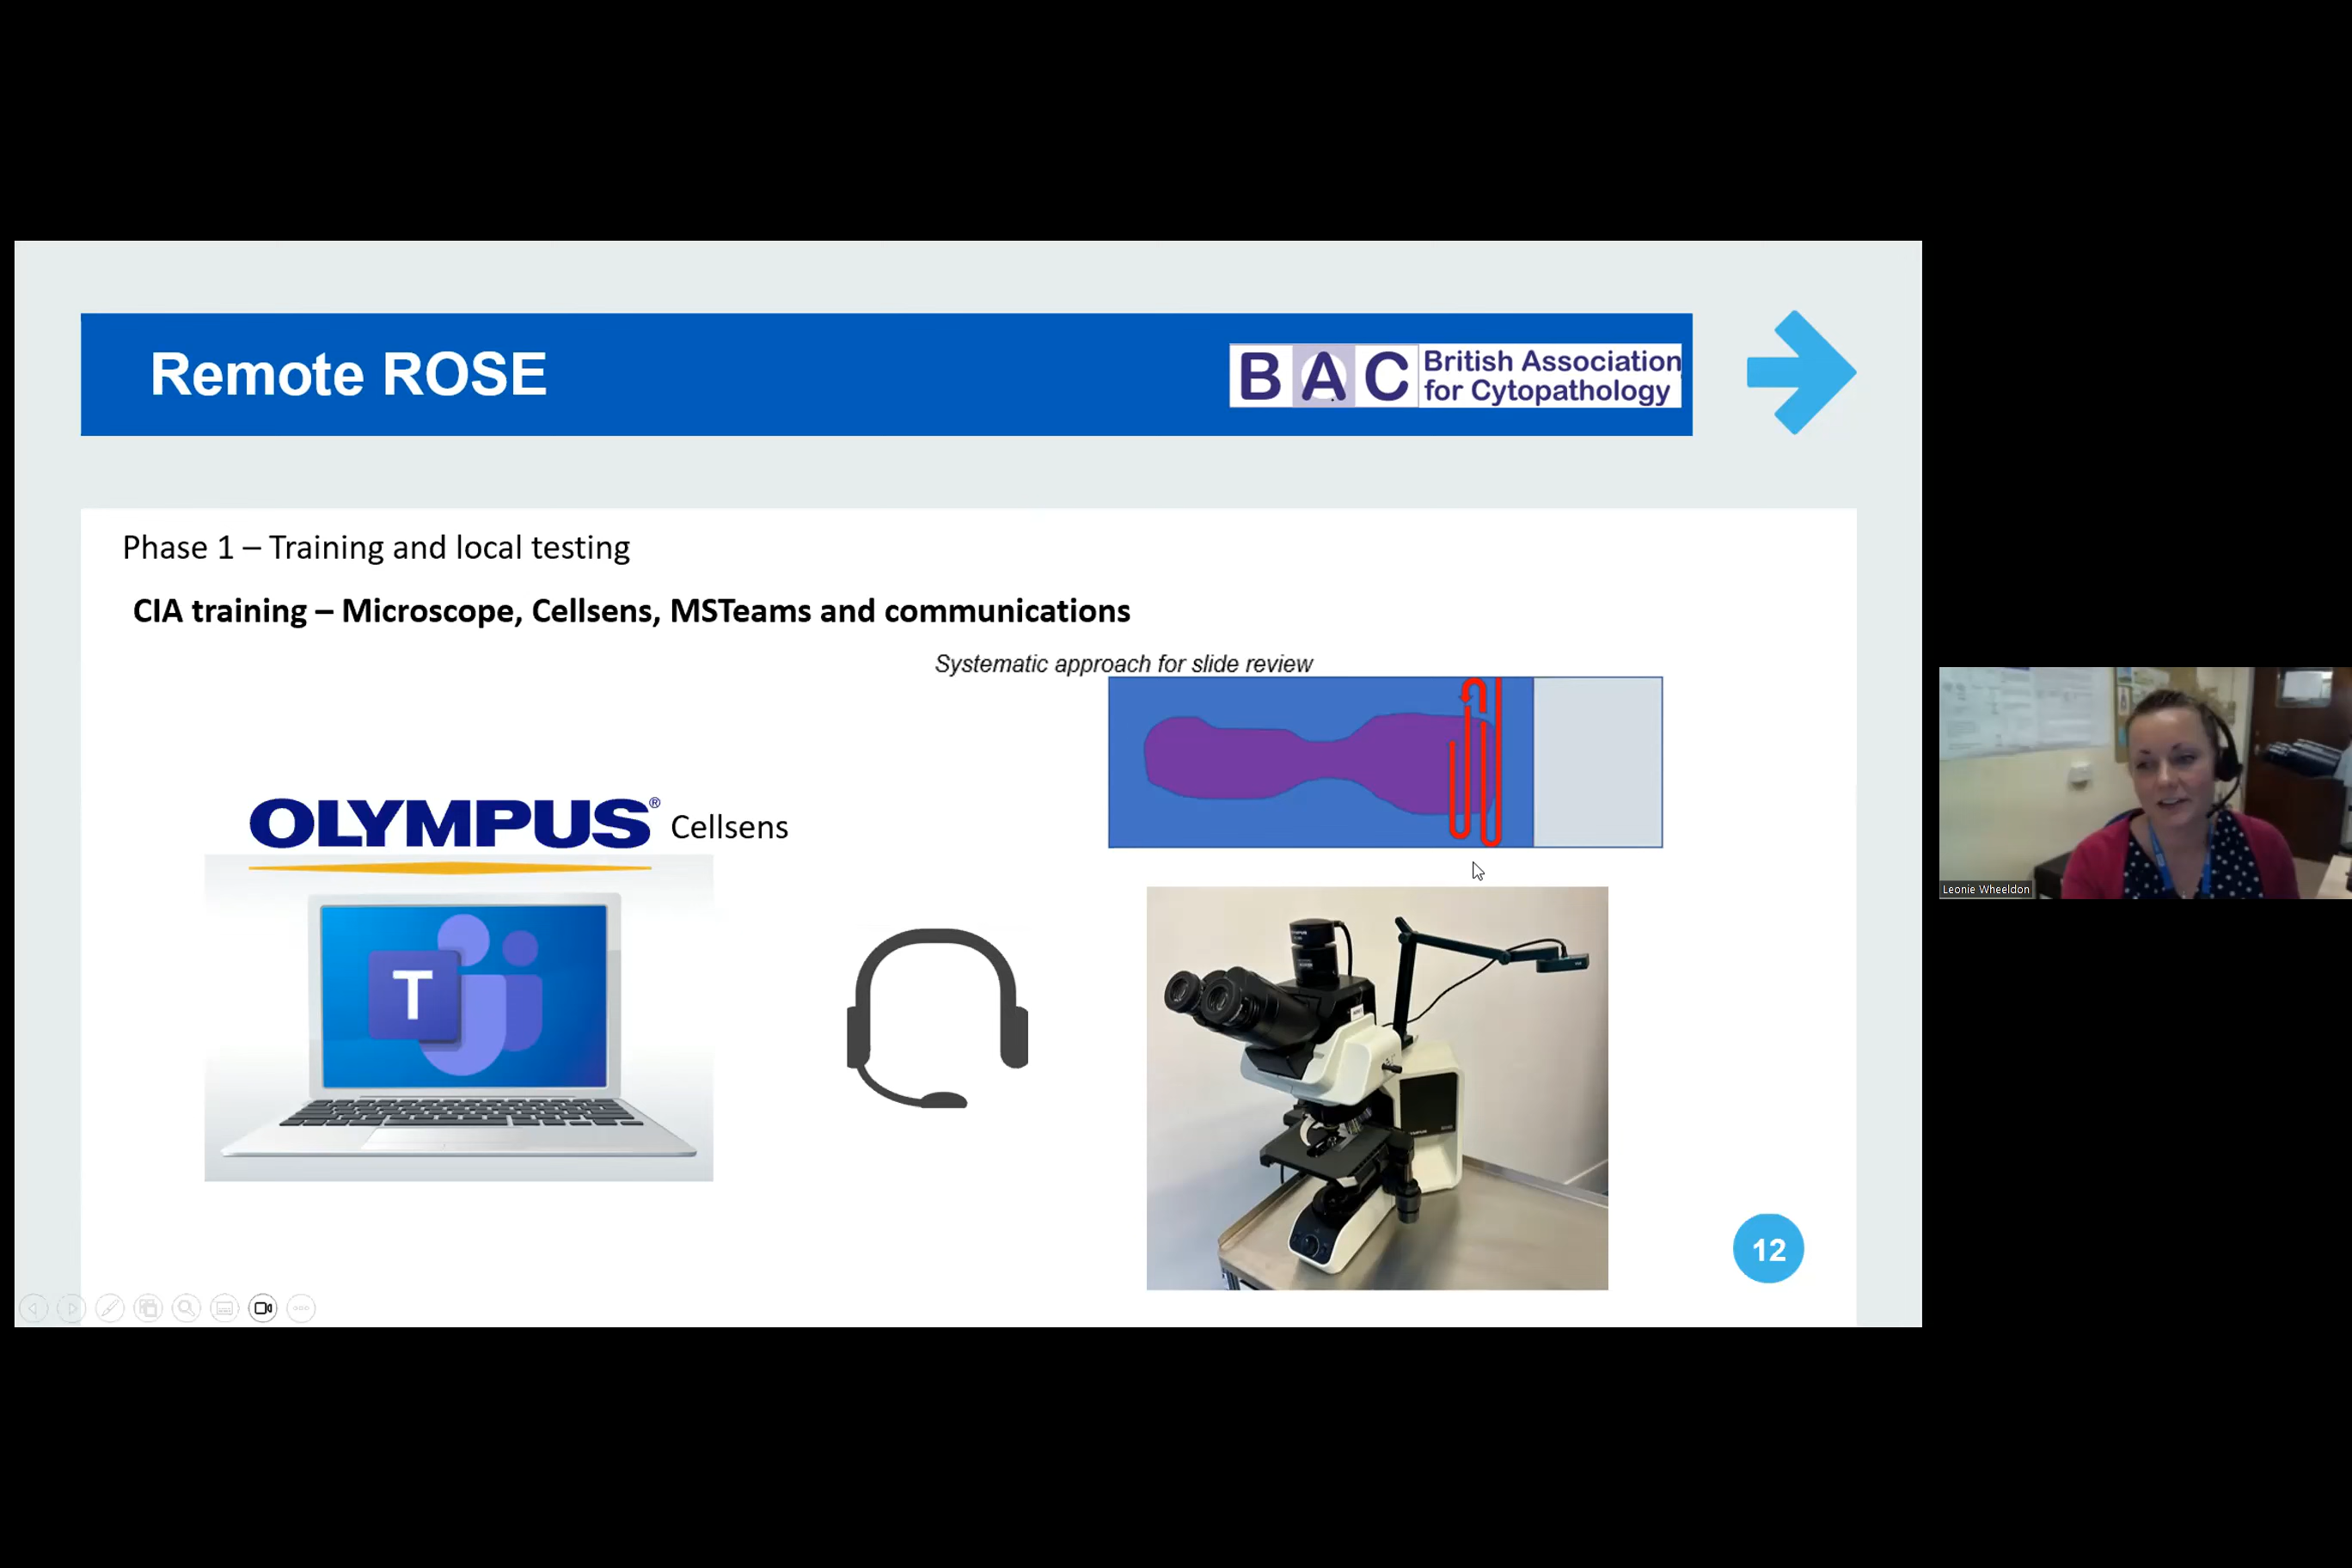 Remote ROSE
BAC
British Association
for Cytopathology
Phase 1 – Training and local testing
CIA training – Microscope, Cellsens, MSTeams and communications
Systematic approach for slide review
OLYMPUS®
Cellsens
T
Leonie Wheeldon
12